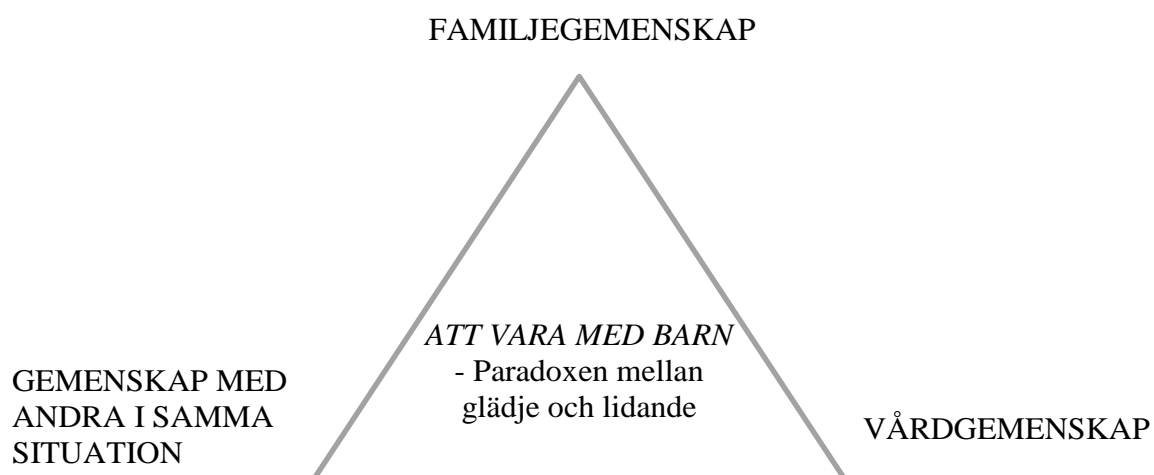 FAMILJEGEMENSKAP
ATT VARA MED BARN
- Paradoxen mellan
glädje och lidande
GEMENSKAP MED
ANDRA I SAMMA
SITUATION
VÅRDGEMENSKAP